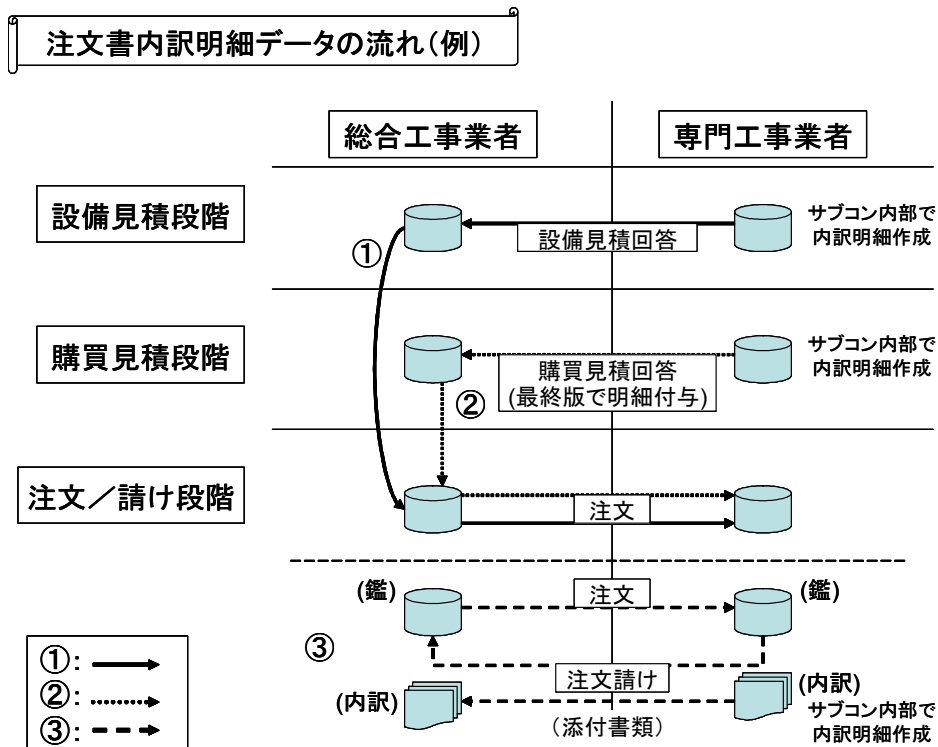 注文書内訳明細データの流れ(例)
総合工事業者
専門工事業者
設備見積段階
設備見積回答
サブコン内部で
内訳明細作成
①
購買見積段階
購買見積回答
(最終版で明細付与)
サブコン内部で
内訳明細作成
②
注文／請け段階
注文
(鑑)
注文
(鑑)
③
注文請け
(内訳)
(添付書類)
(内訳)
サブコン内部で
内訳明細作成
①:
②:
③: